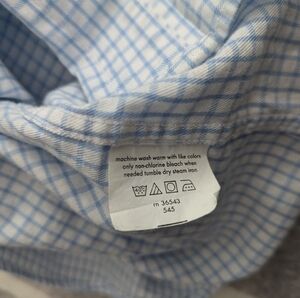 machine wash warm with like colors
only non-chlorine bleach when
needed tumble dry steam iron.
rn 36543
545